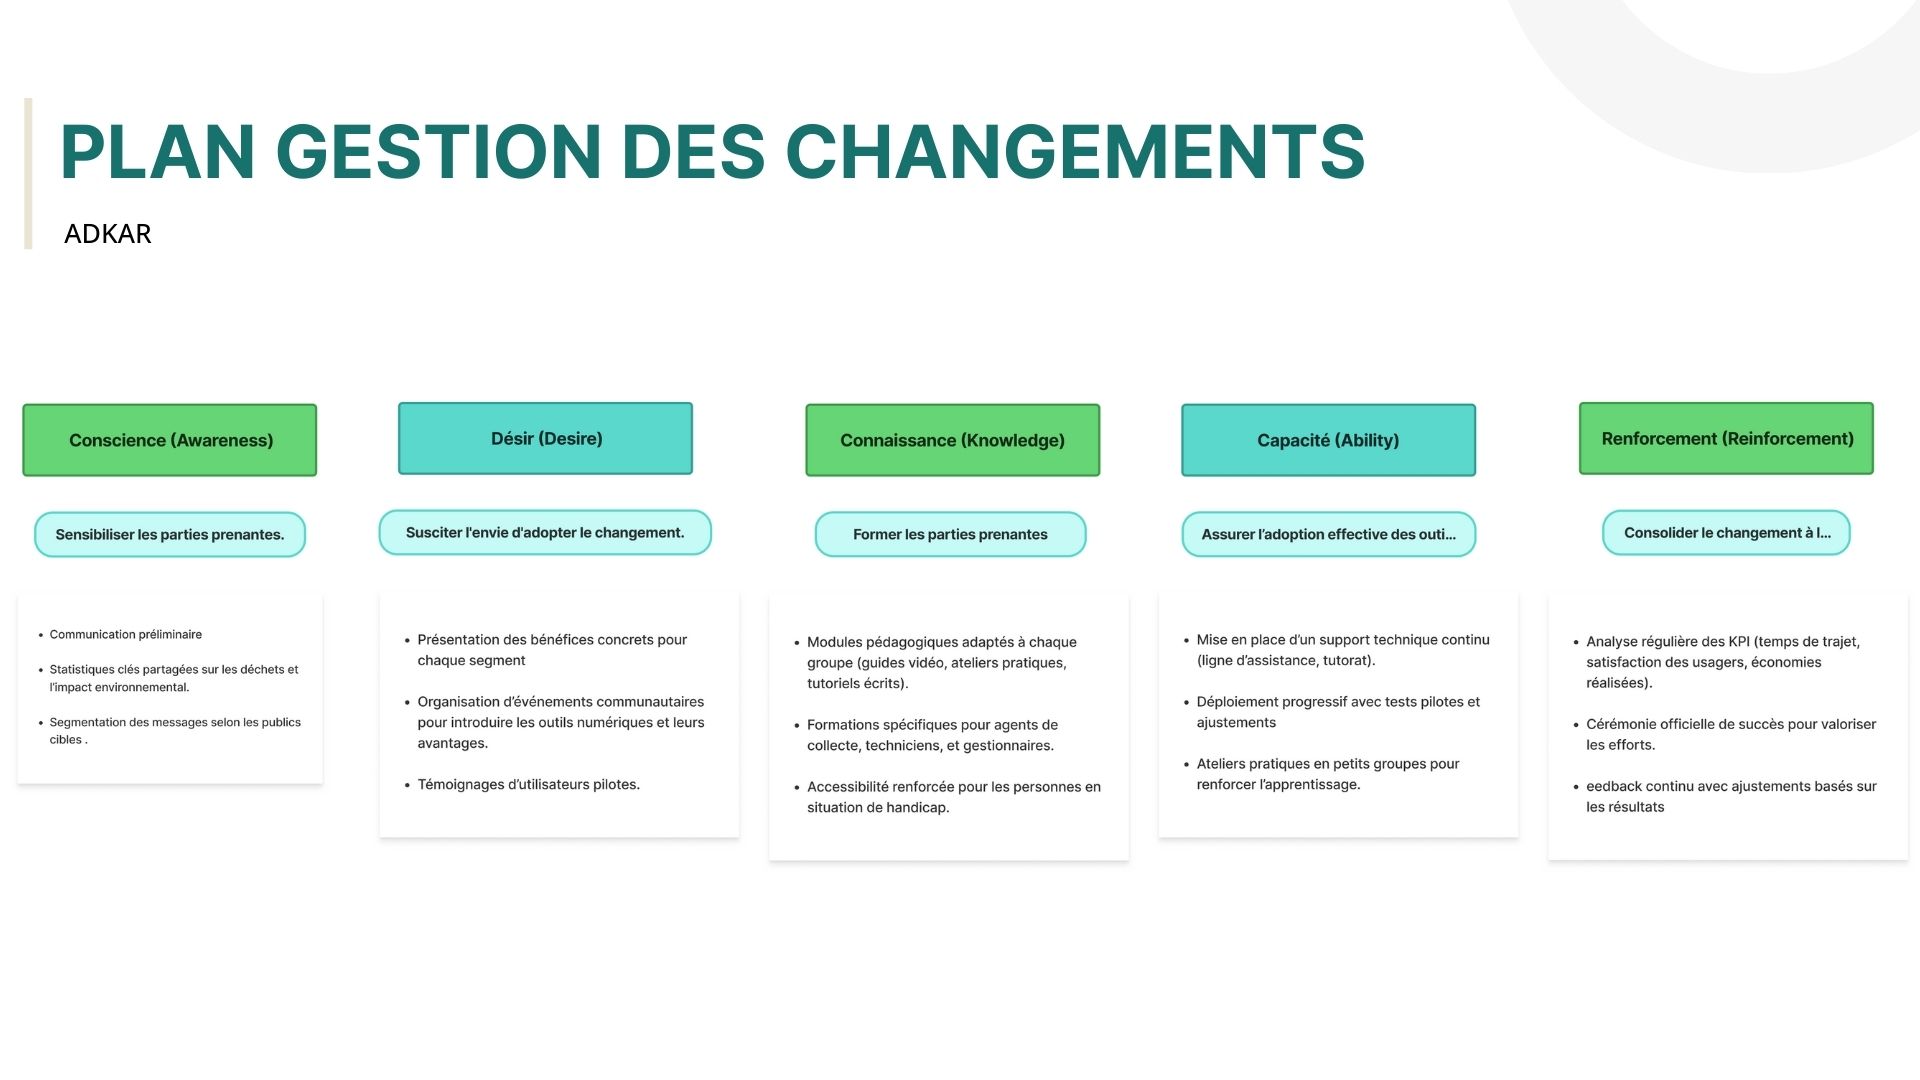 PLAN GESTION DES CHANGEMENTS
ADKAR
Conscience (Awareness)
Sensibiliser les parties prenantes.
• Communication préliminaire
• Statistiques clés partagées sur les déchets et
l'impact environnemental.
• Segmentation des messages selon les publics
cibles .
Désir (Desire)
Susciter l'envie d'adopter le changement.
• Présentation des bénéfices concrets pour
chaque segment
• Organisation d’événements communautaires
pour introduire les outils numériques et leurs
avantages.
• Témoignages d’utilisateurs pilotes.
Connaissance (Knowledge)
Former les parties prenantes
• Modules pédagogiques adaptés à chaque
groupe (guides vidéo, ateliers pratiques,
tutoriels écrits).
• Formations spécifiques pour agents de
collecte, techniciens, et gestionnaires.
• Accessibilité renforcée pour les personnes en
situation de handicap.
Capacité (Ability)
Assurer l’adoption effective des outi...
• Mise en place d’un support technique continu
(ligne d’assistance, tutorat).
• Déploiement progressif avec tests pilotes et
ajustements
• Ateliers pratiques en petits groupes pour
renforcer l’apprentissage.
Renforcement (Reinforcement)
Consolider le changement à l...
• Analyse régulière des KPI (temps de trajet,
satisfaction des usagers, économies
réalisées).
• Cérémonie officielle de succès pour valoriser
les efforts.
• eedback continu avec ajustements basés sur
les résultats